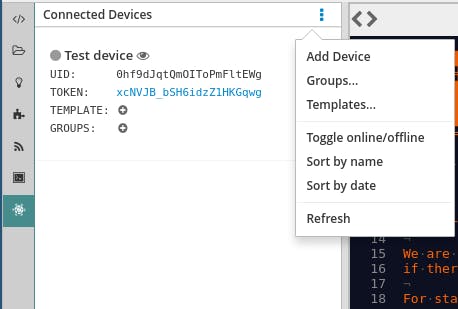 Connected Devices
Test device
UID: 0hf9dJqtQmOIToPmFltEWg
TOKEN: xcNVJB_bSH6idzZ1HKGqwg
TEMPLATE:
GROUPS:
Add Device
Groups...
Templates...
Toggle online/offline
Sort by name
Sort by date
Refresh
14 ¬
15 We·are·
16 if·ther
17 ¬
18 For·sta